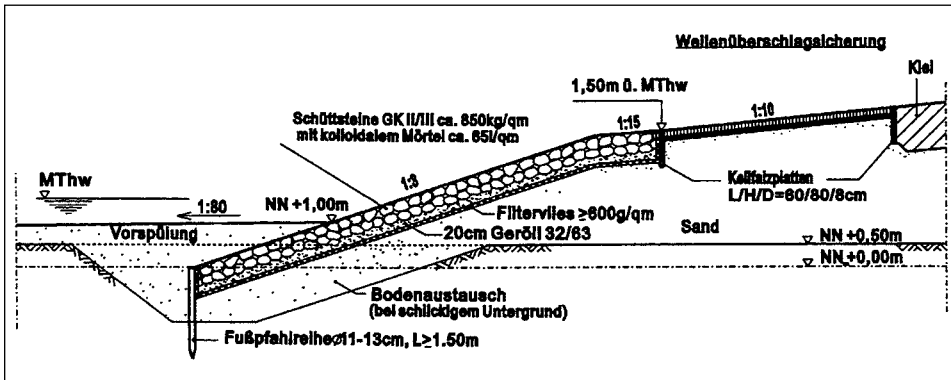 Wellenüberschlagsicherung
Klei
1,50m ü. MThw
1:10
Schüttsteine GK II/III ca. 850kg/qm
mit kolloidalem Mörtel ca. 65l/qm
1:15
MThw
1:3
Keilfalzplatten
L/H/D=60/80/8cm
1:80
NN +1,00m
Filtervlies ≥600g/qm
Vorspülung
20cm Geröll 32/63
Sand
NN +0,50m
NN +0,00m
Bodenaustausch
(bei schlickigem Untergrund)
Fußpfahlreihe⌀11-13cm, L≥1.50m